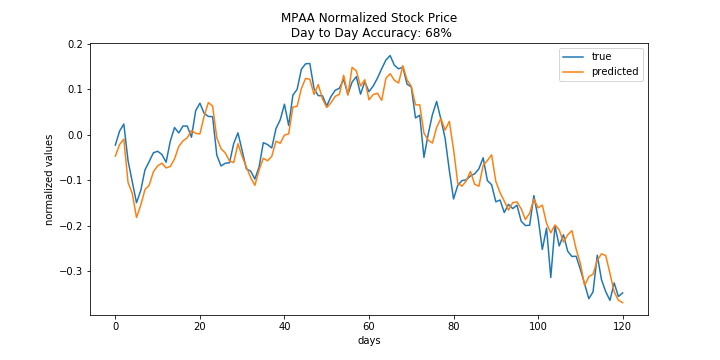 MPAA Normalized Stock Price
Day to Day Accuracy: 68%
true
predicted
normalized values
0.2
0.1
0.0
−0.1
−0.2
−0.3
0
20
40
60
80
100
120
days